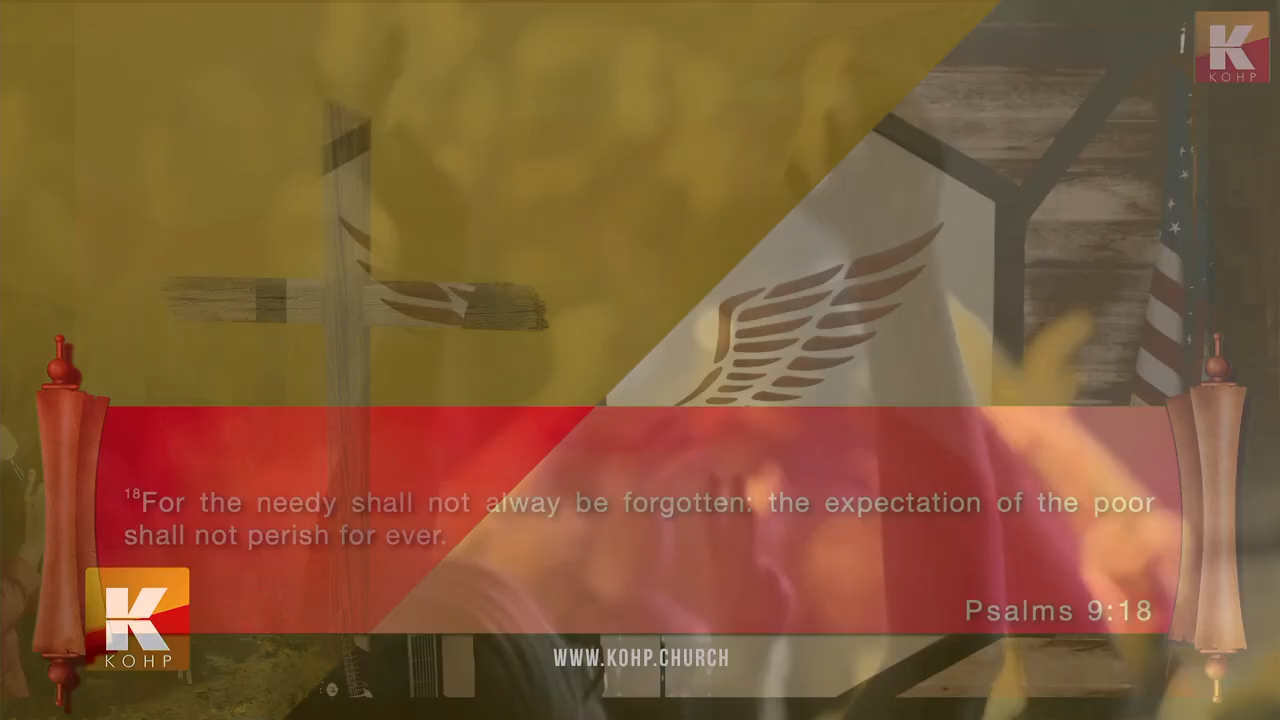 K
KOHP
¹⁸For the needy shall not alway be forgotten: the expectation of the poor
shall not perish for ever.
Psalms 9:18
K
KOHP
WWW.KOHP.CHURCH